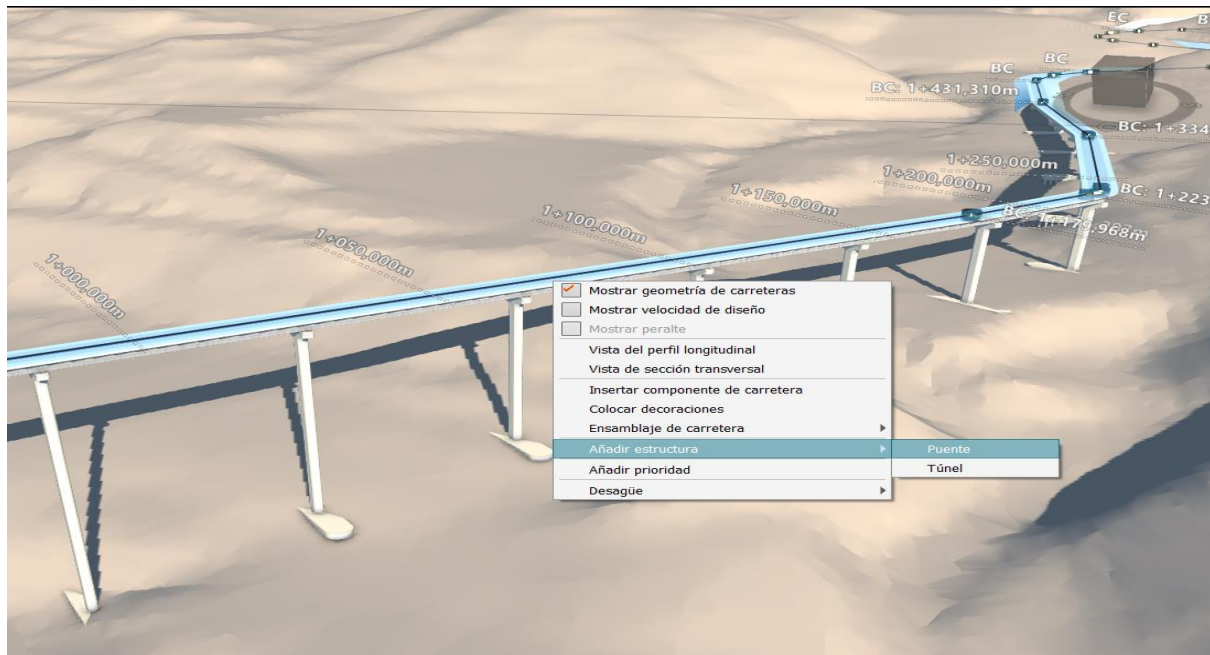 EC
B
BC
BC
BC: 1+431,310m
BC: 1+334
1+250,000m
1+200,000m
BC: 1+223
1+150,000m
1+100,000m
1+050,000m
1+000,000m
Mostrar geometría de carreteras
Mostrar velocidad de diseño
Mostrar peralte
Vista del perfil longitudinal
Vista de sección transversal
Insertar componente de carretera
Colocar decoraciones
Ensamblaje de carretera
Añadir estructura
Puente
Túnel
Añadir prioridad
Desagüe